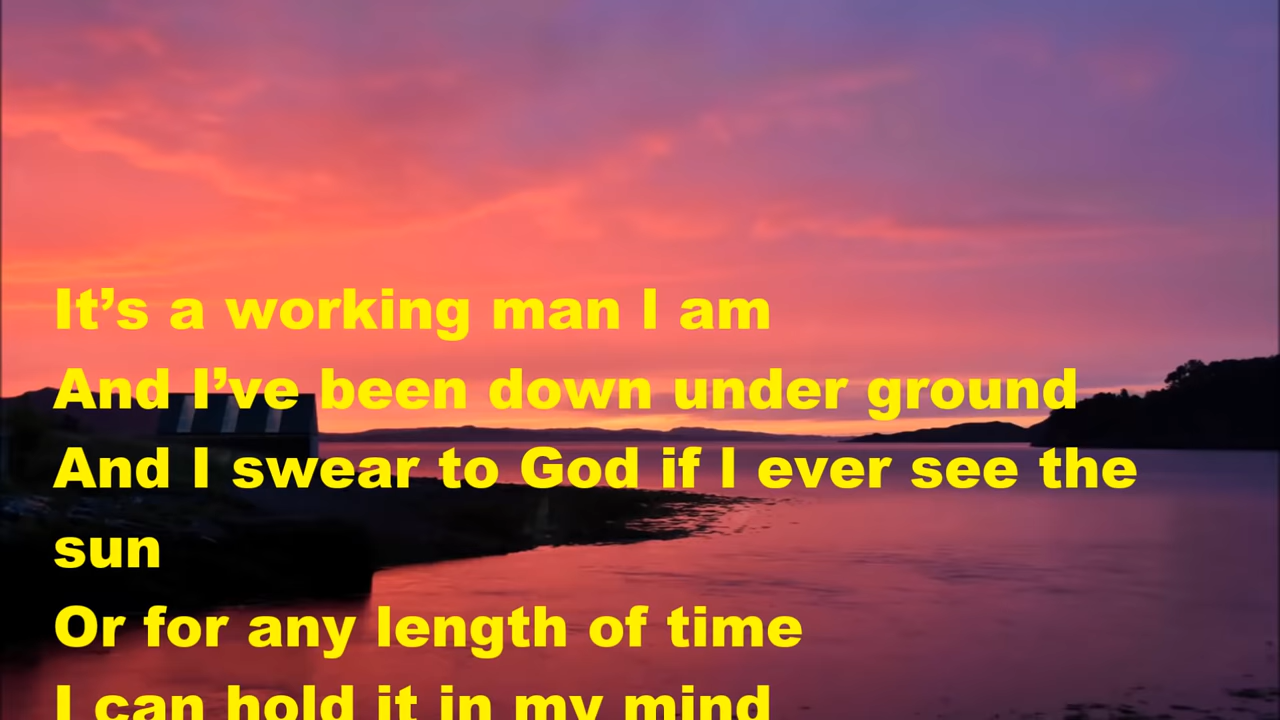 It’s a working man I am
And I’ve been down under ground
And I swear to God if I ever see the
sun
Or for any length of time
I can hold it in my mind